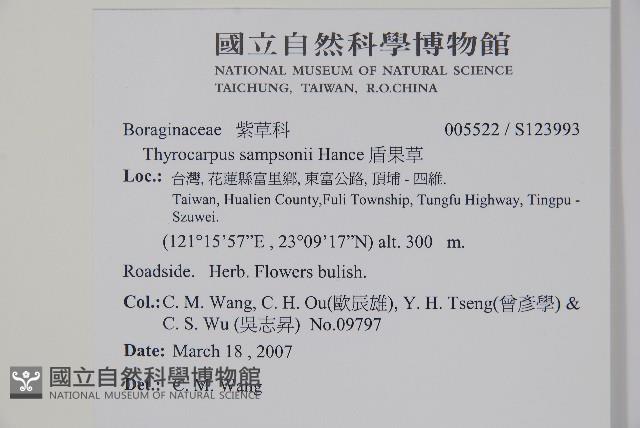 國立自然科學博物館
NATIONAL MUSEUM OF NATURAL SCIENCE
TAICHUNG, TAIWAN, R.O.CHINA
Boraginaceae 紫草科 005522 / S123993
Thyrocarpus sampsonii Hance 盾果草
Loc.: 台灣, 花蓮縣富里鄉, 東富公路, 頂埔 - 四維.
Taiwan, Hualien County,Fuli Township, Tungfu Highway, Tingpu -
Szuwei.
(121°15’57”E , 23°09’17”N) alt. 300 m.
Roadside. Herb. Flowers bulish.
Col.: C. M. Wang, C. H. Ou(歐辰雄), Y. H. Tseng(曾彥學) &
C. S. Wu (吳志昇) No.09797
Date: March 18 , 2007
Det.: C. M. Wang
國立自然科學博物館
NATIONAL MUSEUM OF NATURAL SCIENCE